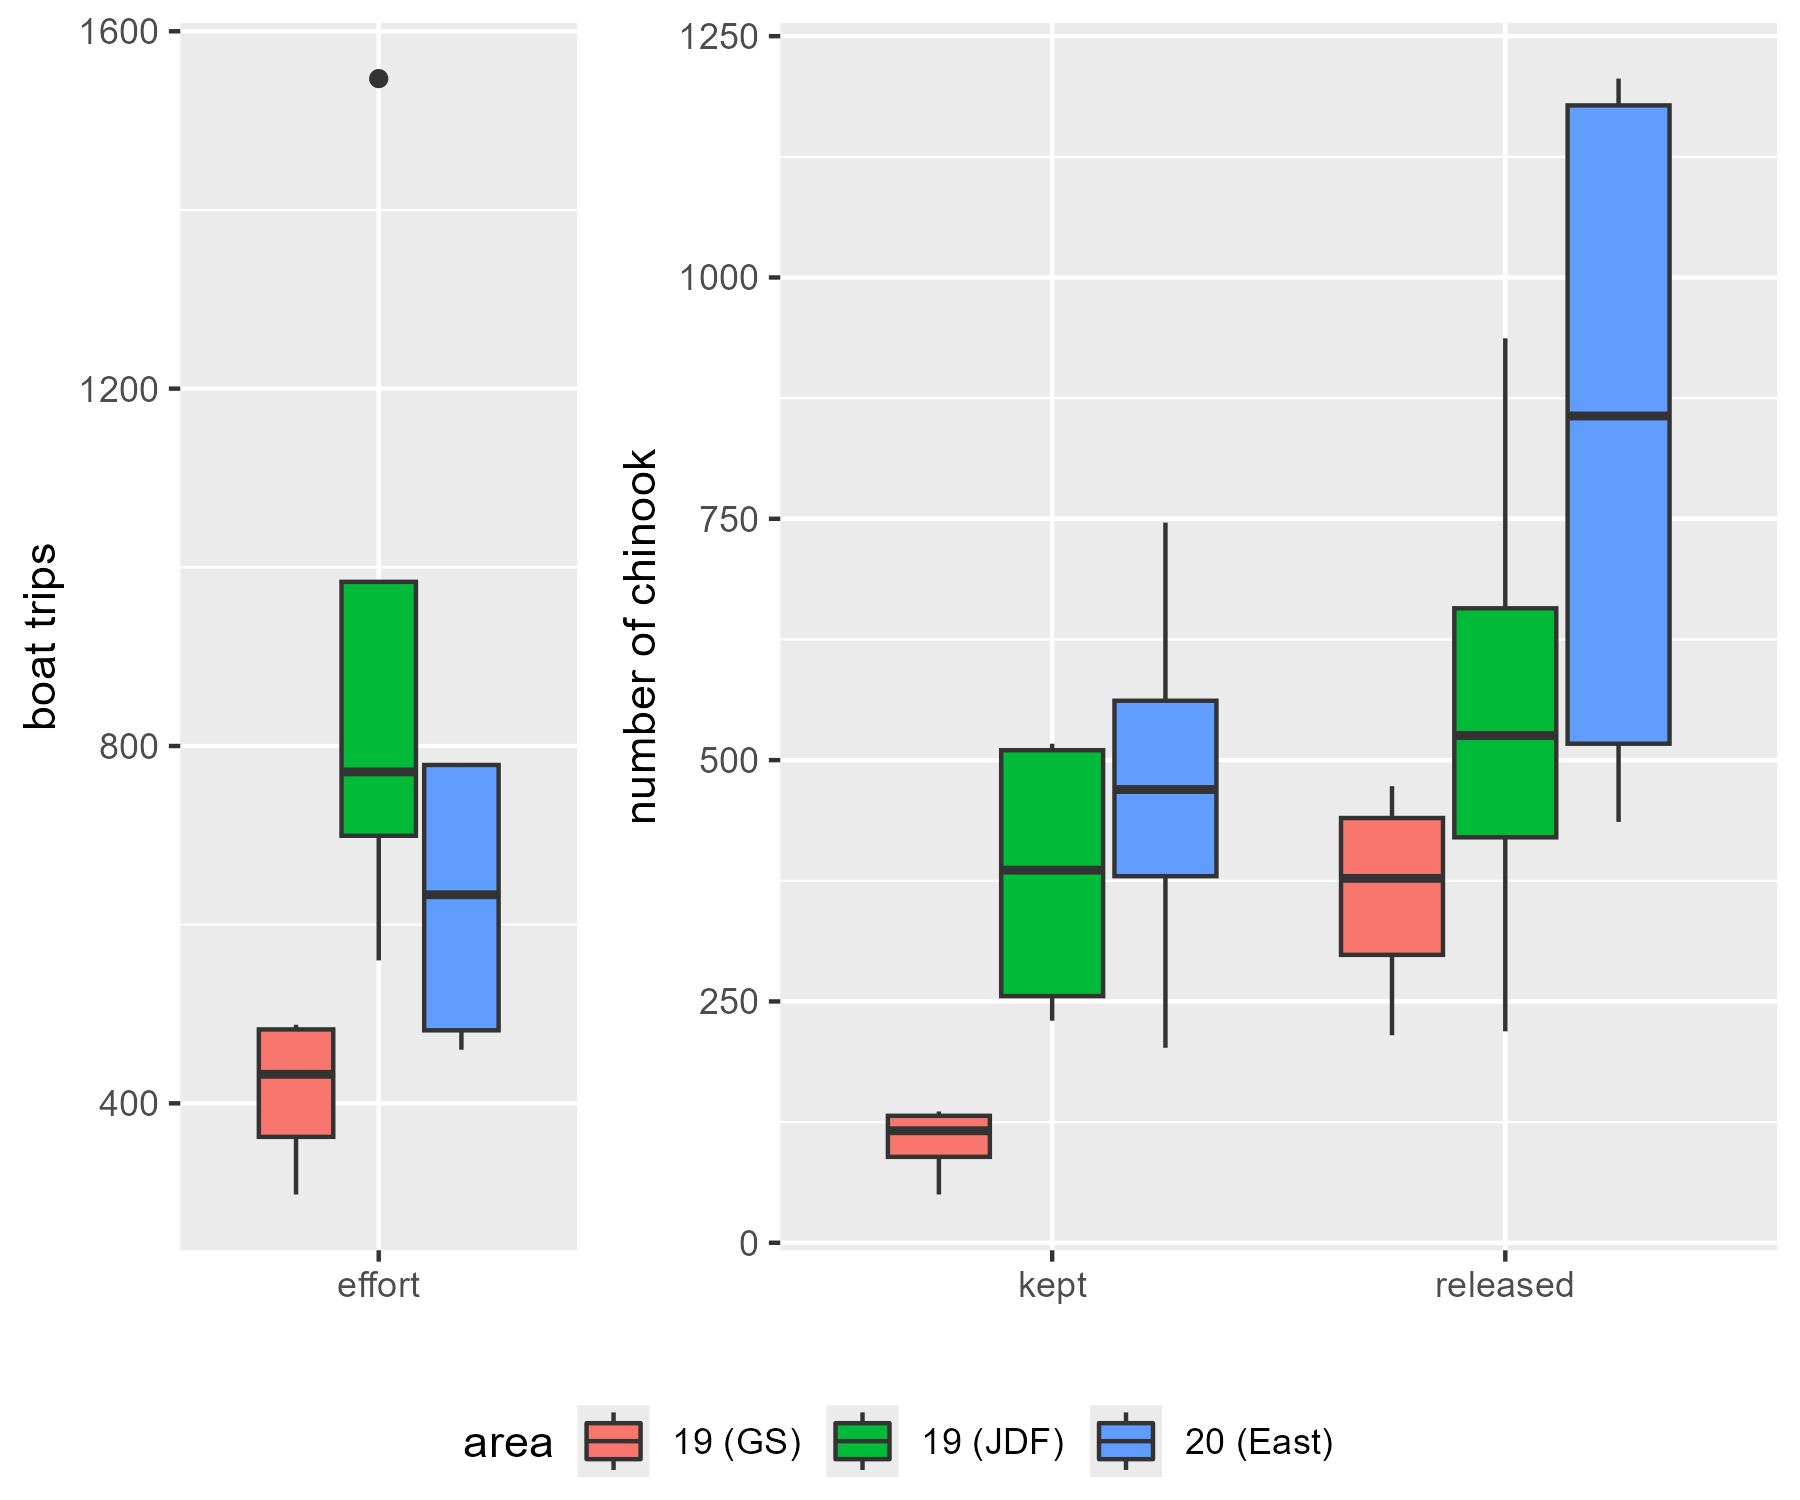 boat trips
1600
1200
800
400
effort
number of chinook
1250
1000
750
500
250
0
kept
released
area
19 (GS)
19 (JDF)
20 (East)